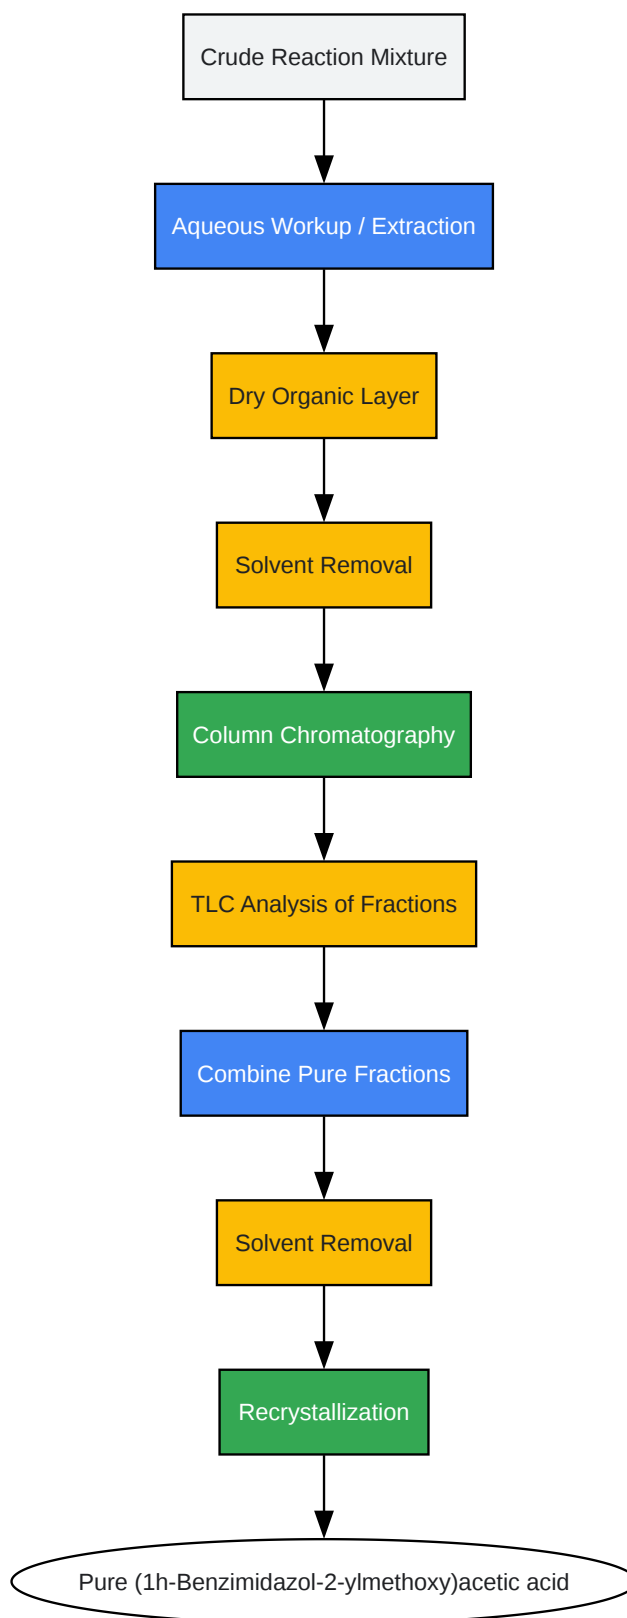 Crude Reaction Mixture
Aqueous Workup / Extraction
Dry Organic Layer
Solvent Removal
Column Chromatography
TLC Analysis of Fractions
Combine Pure Fractions
Solvent Removal
Recrystallization
Pure (1h-Benzimidazol-2-ylmethoxy)acetic acid